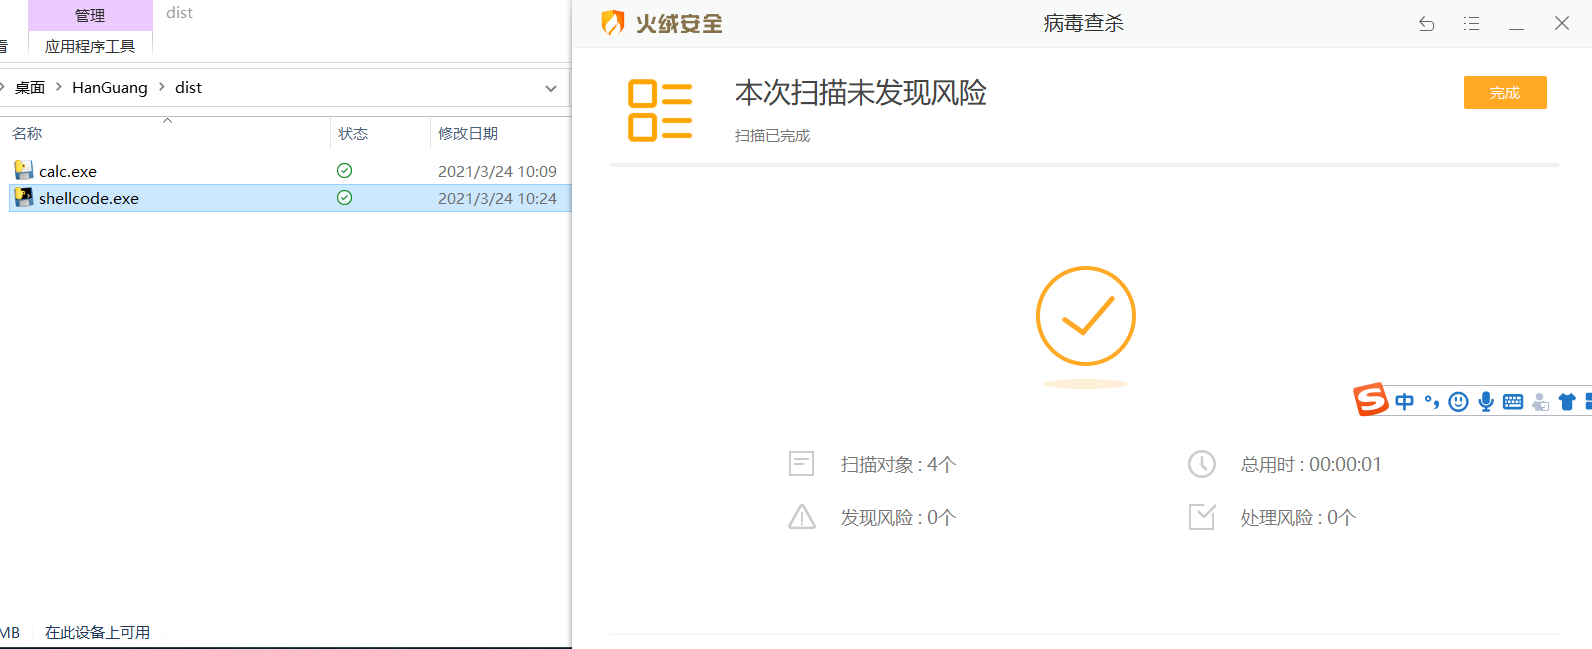 管理
dist
看
应用程序工具
桌面 > HanGuang > dist
名称
状态
修改日期
calc.exe
2021/3/24 10:09
shellcode.exe
2021/3/24 10:24
MB
在此设备上可用
火绒安全
病毒查杀
本次扫描未发现风险
完成
扫描已完成
S 中 °,
扫描对象 : 4个
总用时 : 00:00:01
发现风险 : 0个
处理风险 : 0个